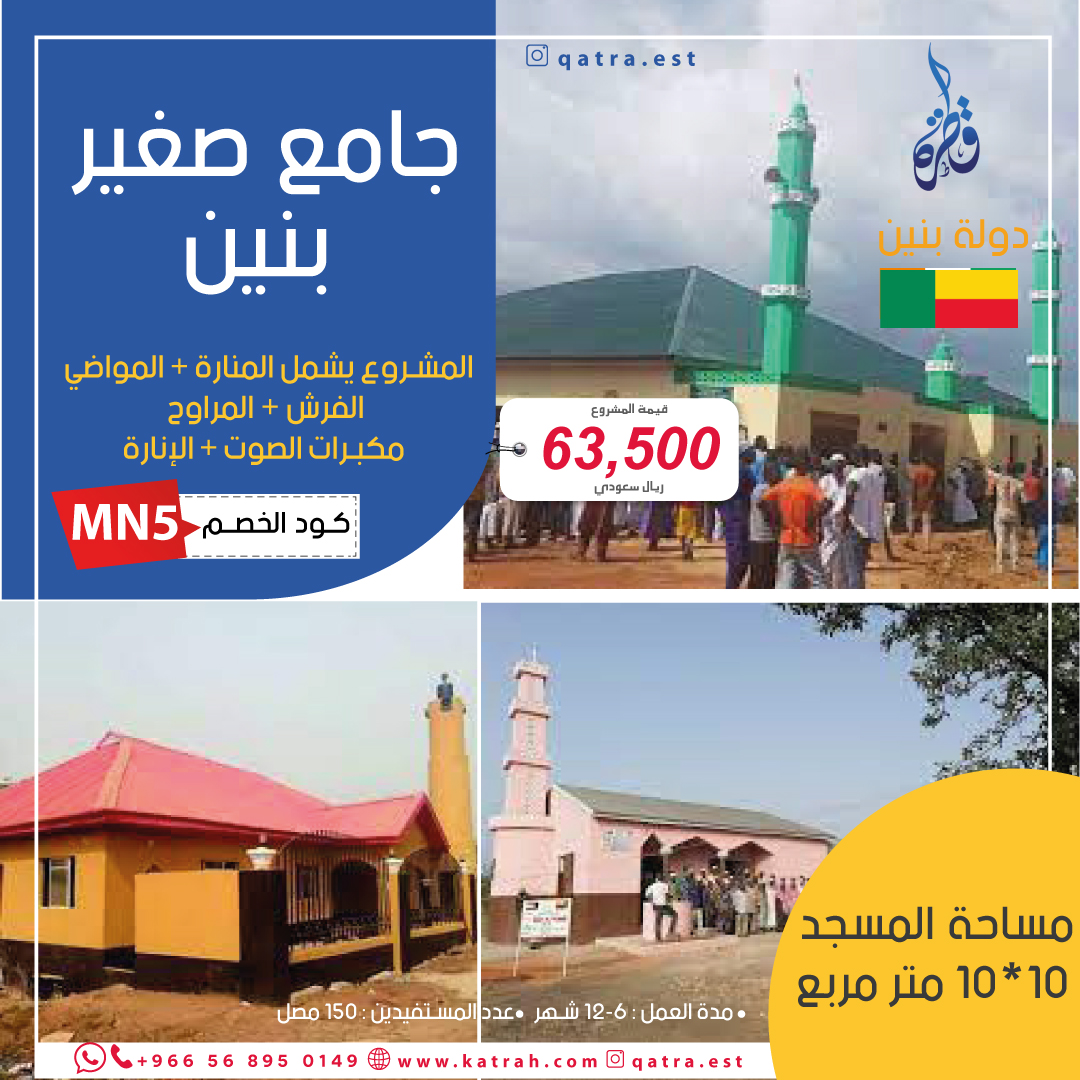 qatra.est
قطرة
دولة بنين
جامع صغير
بنين
المشروع يشمل المنارة + المواضي
الفرش + المراوح
مكبرات الصوت + الإنارة
كود الخصم
MN5
قيمة المشروع
63,500
ريال سعودي
مساحة المسجد
10*10 متر مربع
• مدة العمل : 6-12 شهر •عدد المستفيدين : 150 مصل
+966 56 895 0149 www.katrah.com qatra.est